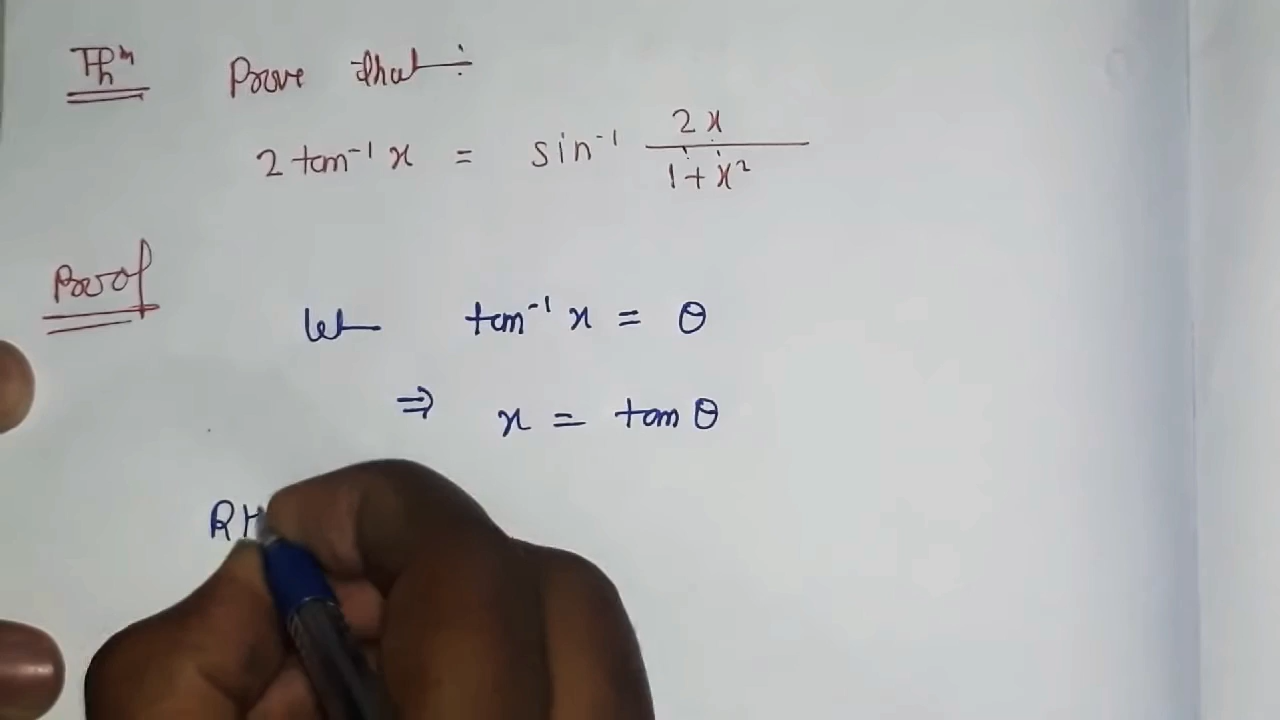 Thm Prove that :-
2 tan⁻¹ x = sin⁻¹ 2x / 1 + x²
Proof
let tan⁻¹ x = θ
⇒ x = tan θ
RH